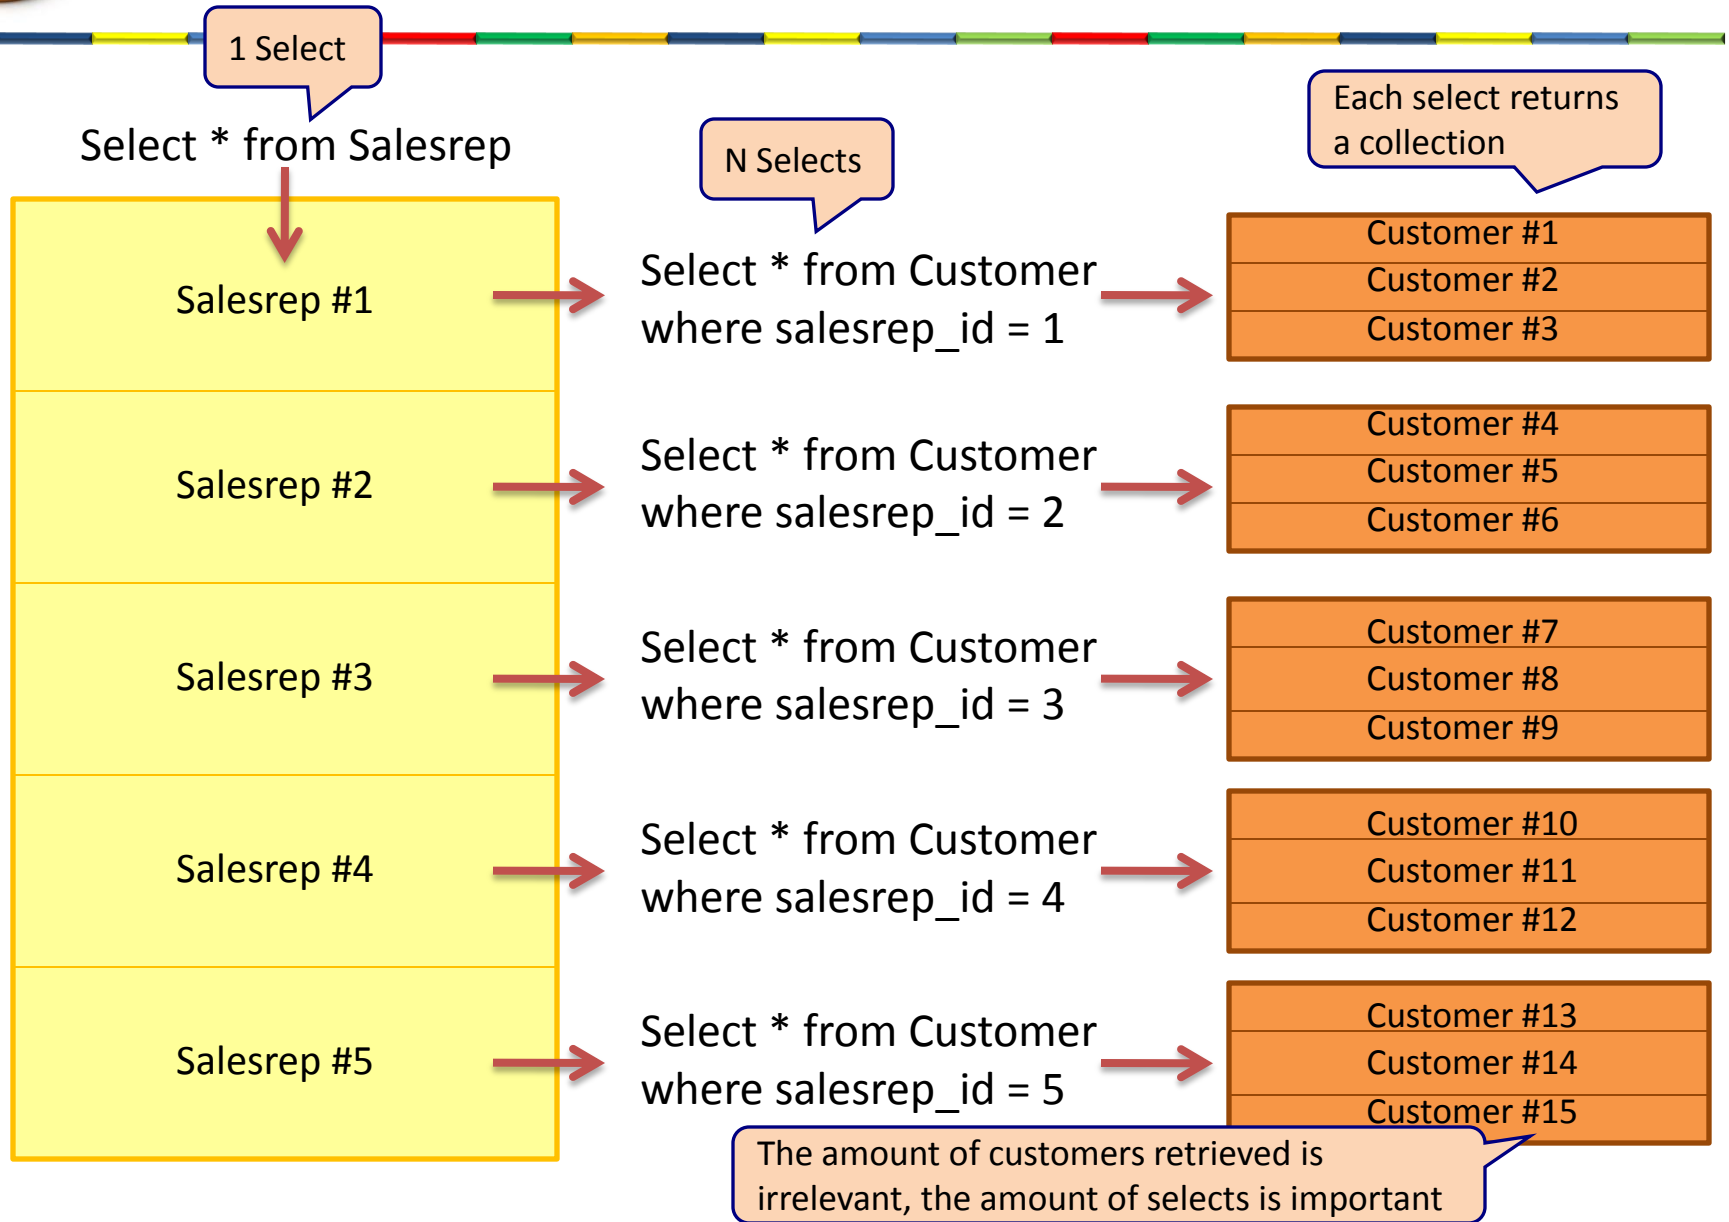 1 Select
Select * from Salesrep
N Selects
Each select returns
a collection
Salesrep #1
Select * from Customer
where salesrep_id = 1
Customer #1
Customer #2
Customer #3
Salesrep #2
Select * from Customer
where salesrep_id = 2
Customer #4
Customer #5
Customer #6
Salesrep #3
Select * from Customer
where salesrep_id = 3
Customer #7
Customer #8
Customer #9
Salesrep #4
Select * from Customer
where salesrep_id = 4
Customer #10
Customer #11
Customer #12
Salesrep #5
Select * from Customer
where salesrep_id = 5
Customer #13
Customer #14
Customer #15
The amount of customers retrieved is
irrelevant, the amount of selects is important